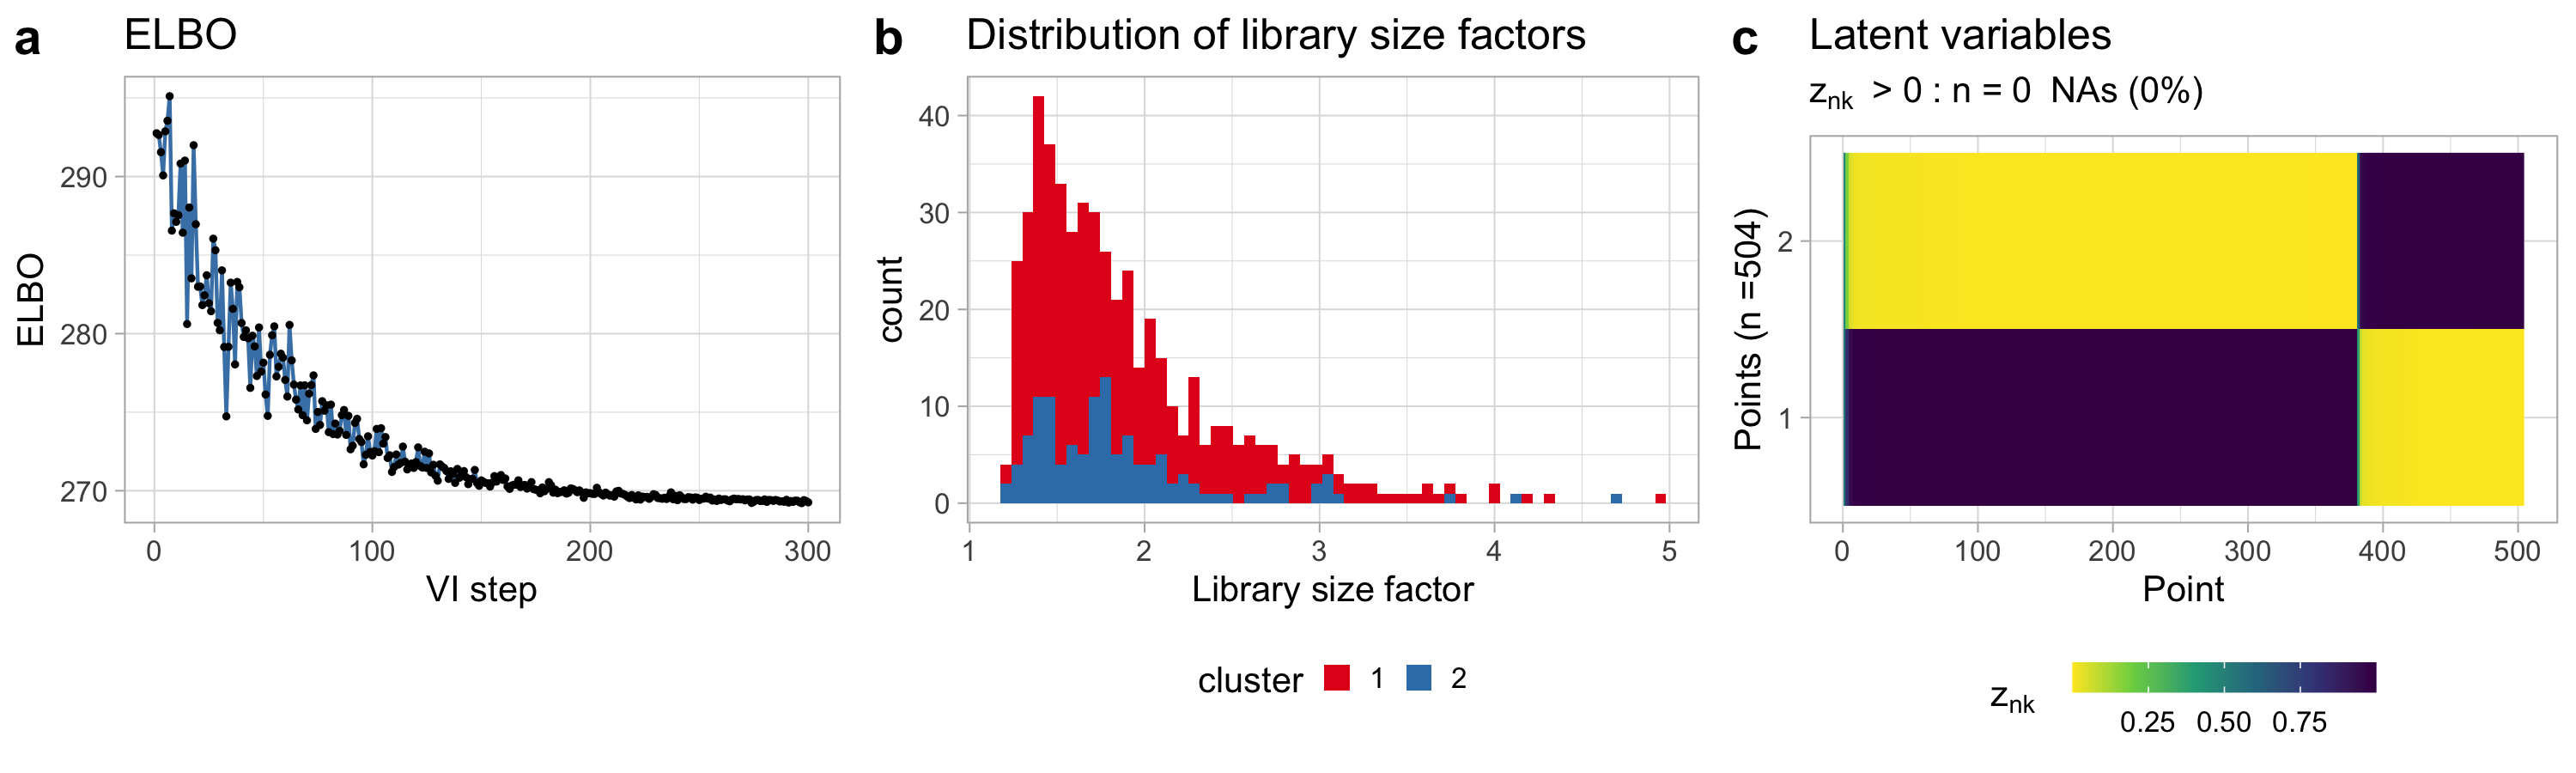 a ELBO
290
280
270
ELBO
0 100 200 300
VI step
b Distribution of library size factors
40
30
20
10
0
count
1 2 3 4 5
Library size factor
cluster 1 2
c Latent variables
znk > 0 : n = 0 NAs (0%)
2
1
Points (n =504)
0 100 200 300 400 500
Point
znk
0.25 0.50 0.75